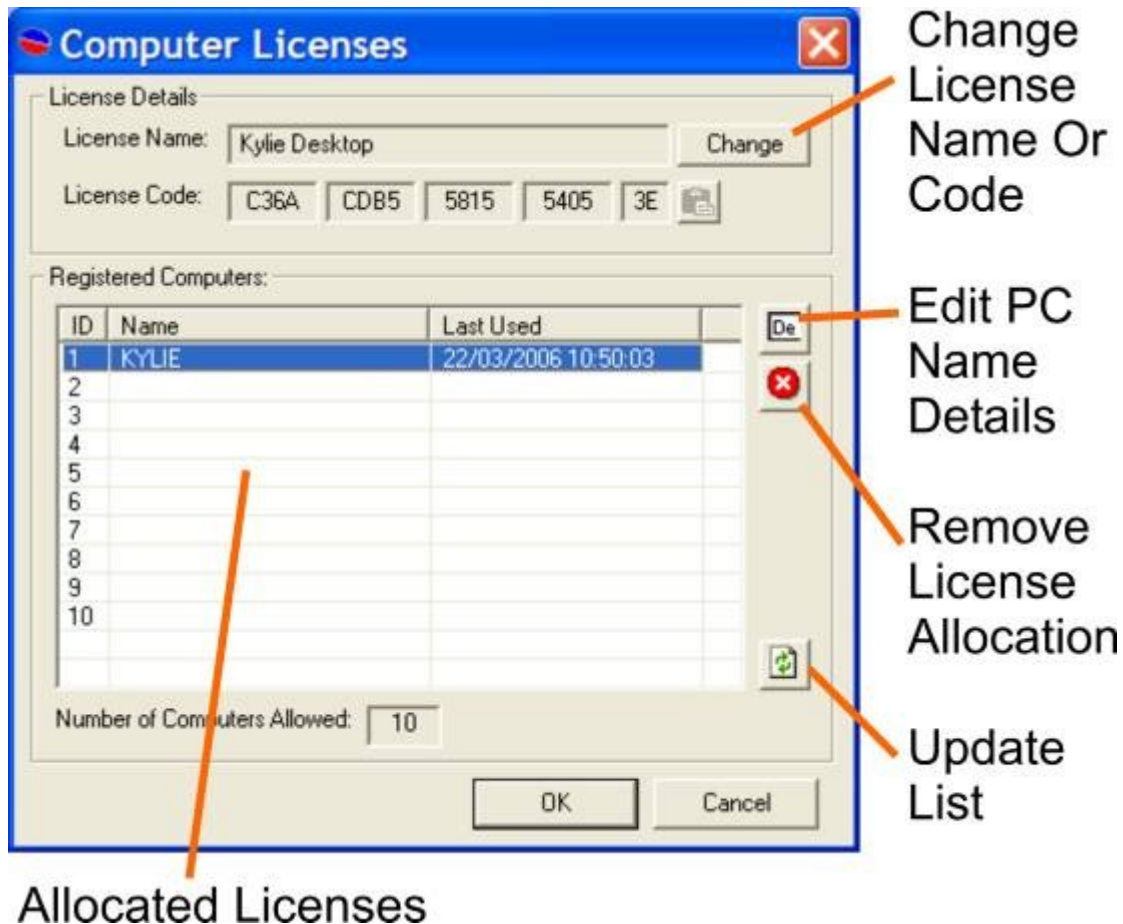 Computer Licenses
Change
License
Name Or
Code
License Details
License Name: Kylie Desktop Change
License Code: C36A CDB5 5815 5405 3E
Registered Computers:
ID Name Last Used
1 KYLIE 22/03/2006 10:50:03
2
3
4
5
6
7
8
9
10
De
Edit PC
Name
Details
Remove
License
Allocation
Update
List
Number of Computers Allowed: 10
OK Cancel
Allocated Licenses